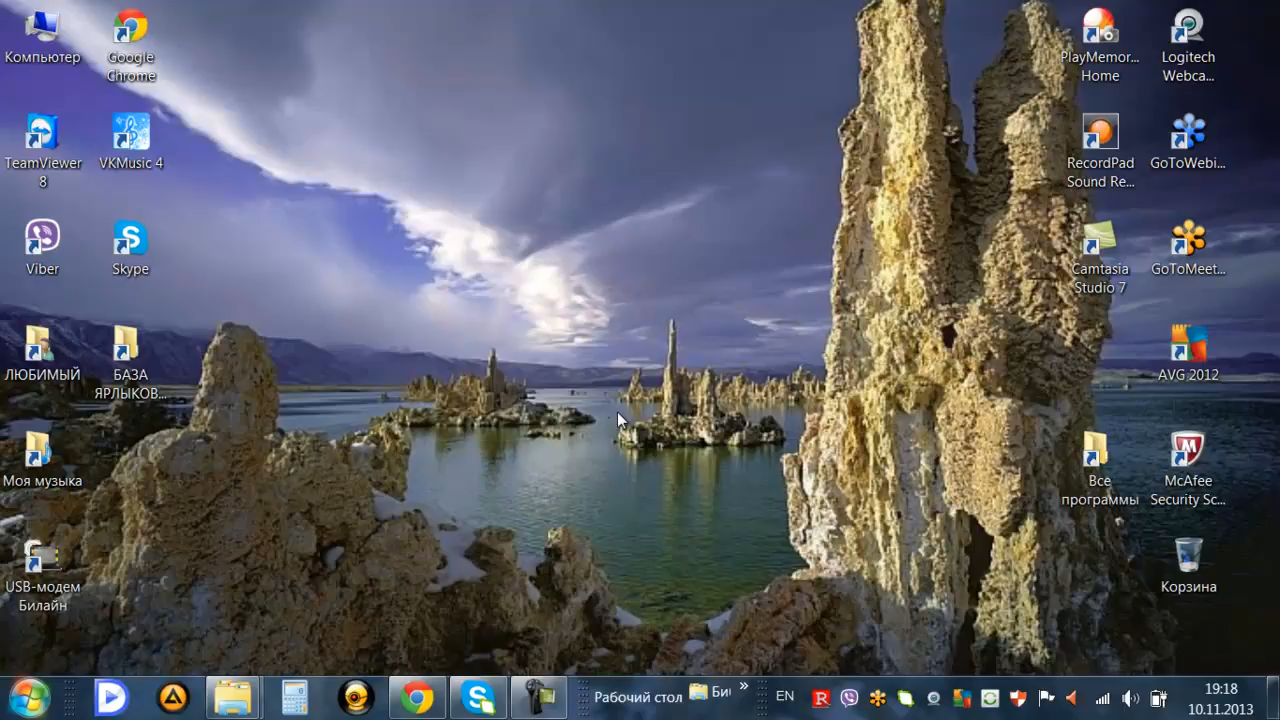 Компьютер
Google
Chrome
TeamViewer
8
VKMusic 4
Viber
Skype
ЛЮБИМЫЙ
БАЗА
ЯРЛЫКОВ...
Моя музыка
USB-модем
Билайн
PlayMemor...
Home
Logitech
Webca...
RecordPad
Sound Re...
GoToWebi...
Camtasia
Studio 7
GoToMeet...
AVG 2012
Все
программы
McAfee
Security Sc...
Корзина
Рабочий стол
Би
»
EN
19:18
10.11.2013